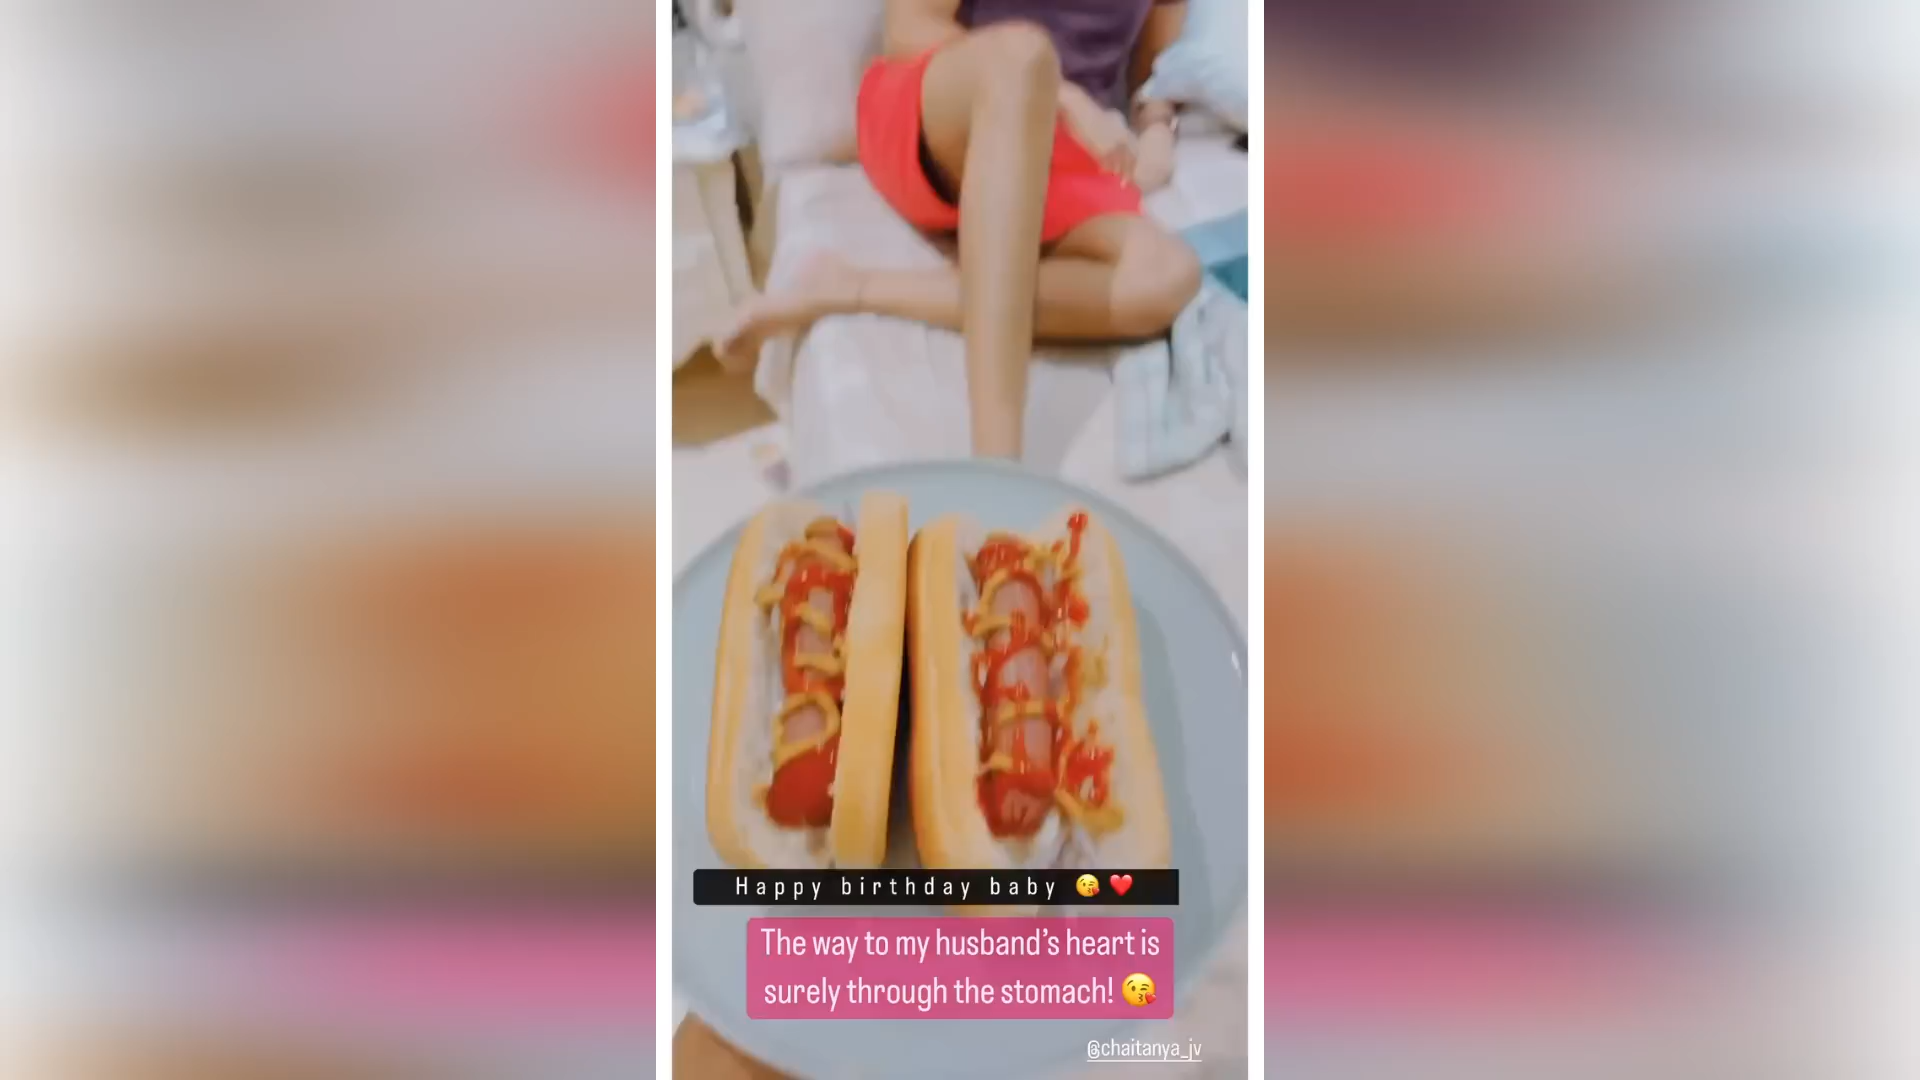 Happy birthday baby 😘 ❤️
The way to my husband's heart is
surely through the stomach! 😘
@chaitanya_jv